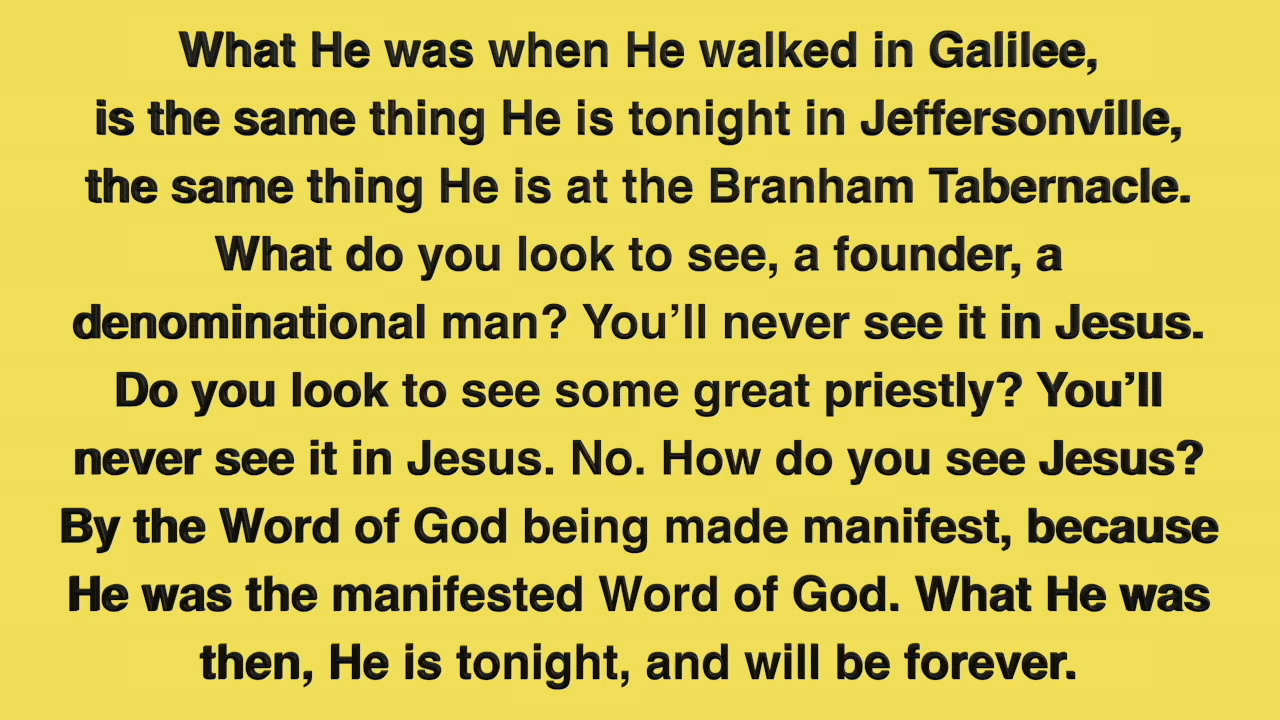 What He was when He walked in Galilee,
is the same thing He is tonight in Jeffersonville,
the same thing He is at the Branham Tabernacle.
What do you look to see, a founder, a
denominational man? You’ll never see it in Jesus.
Do you look to see some great priestly? You’ll
never see it in Jesus. No. How do you see Jesus?
By the Word of God being made manifest, because
He was the manifested Word of God. What He was
then, He is tonight, and will be forever.